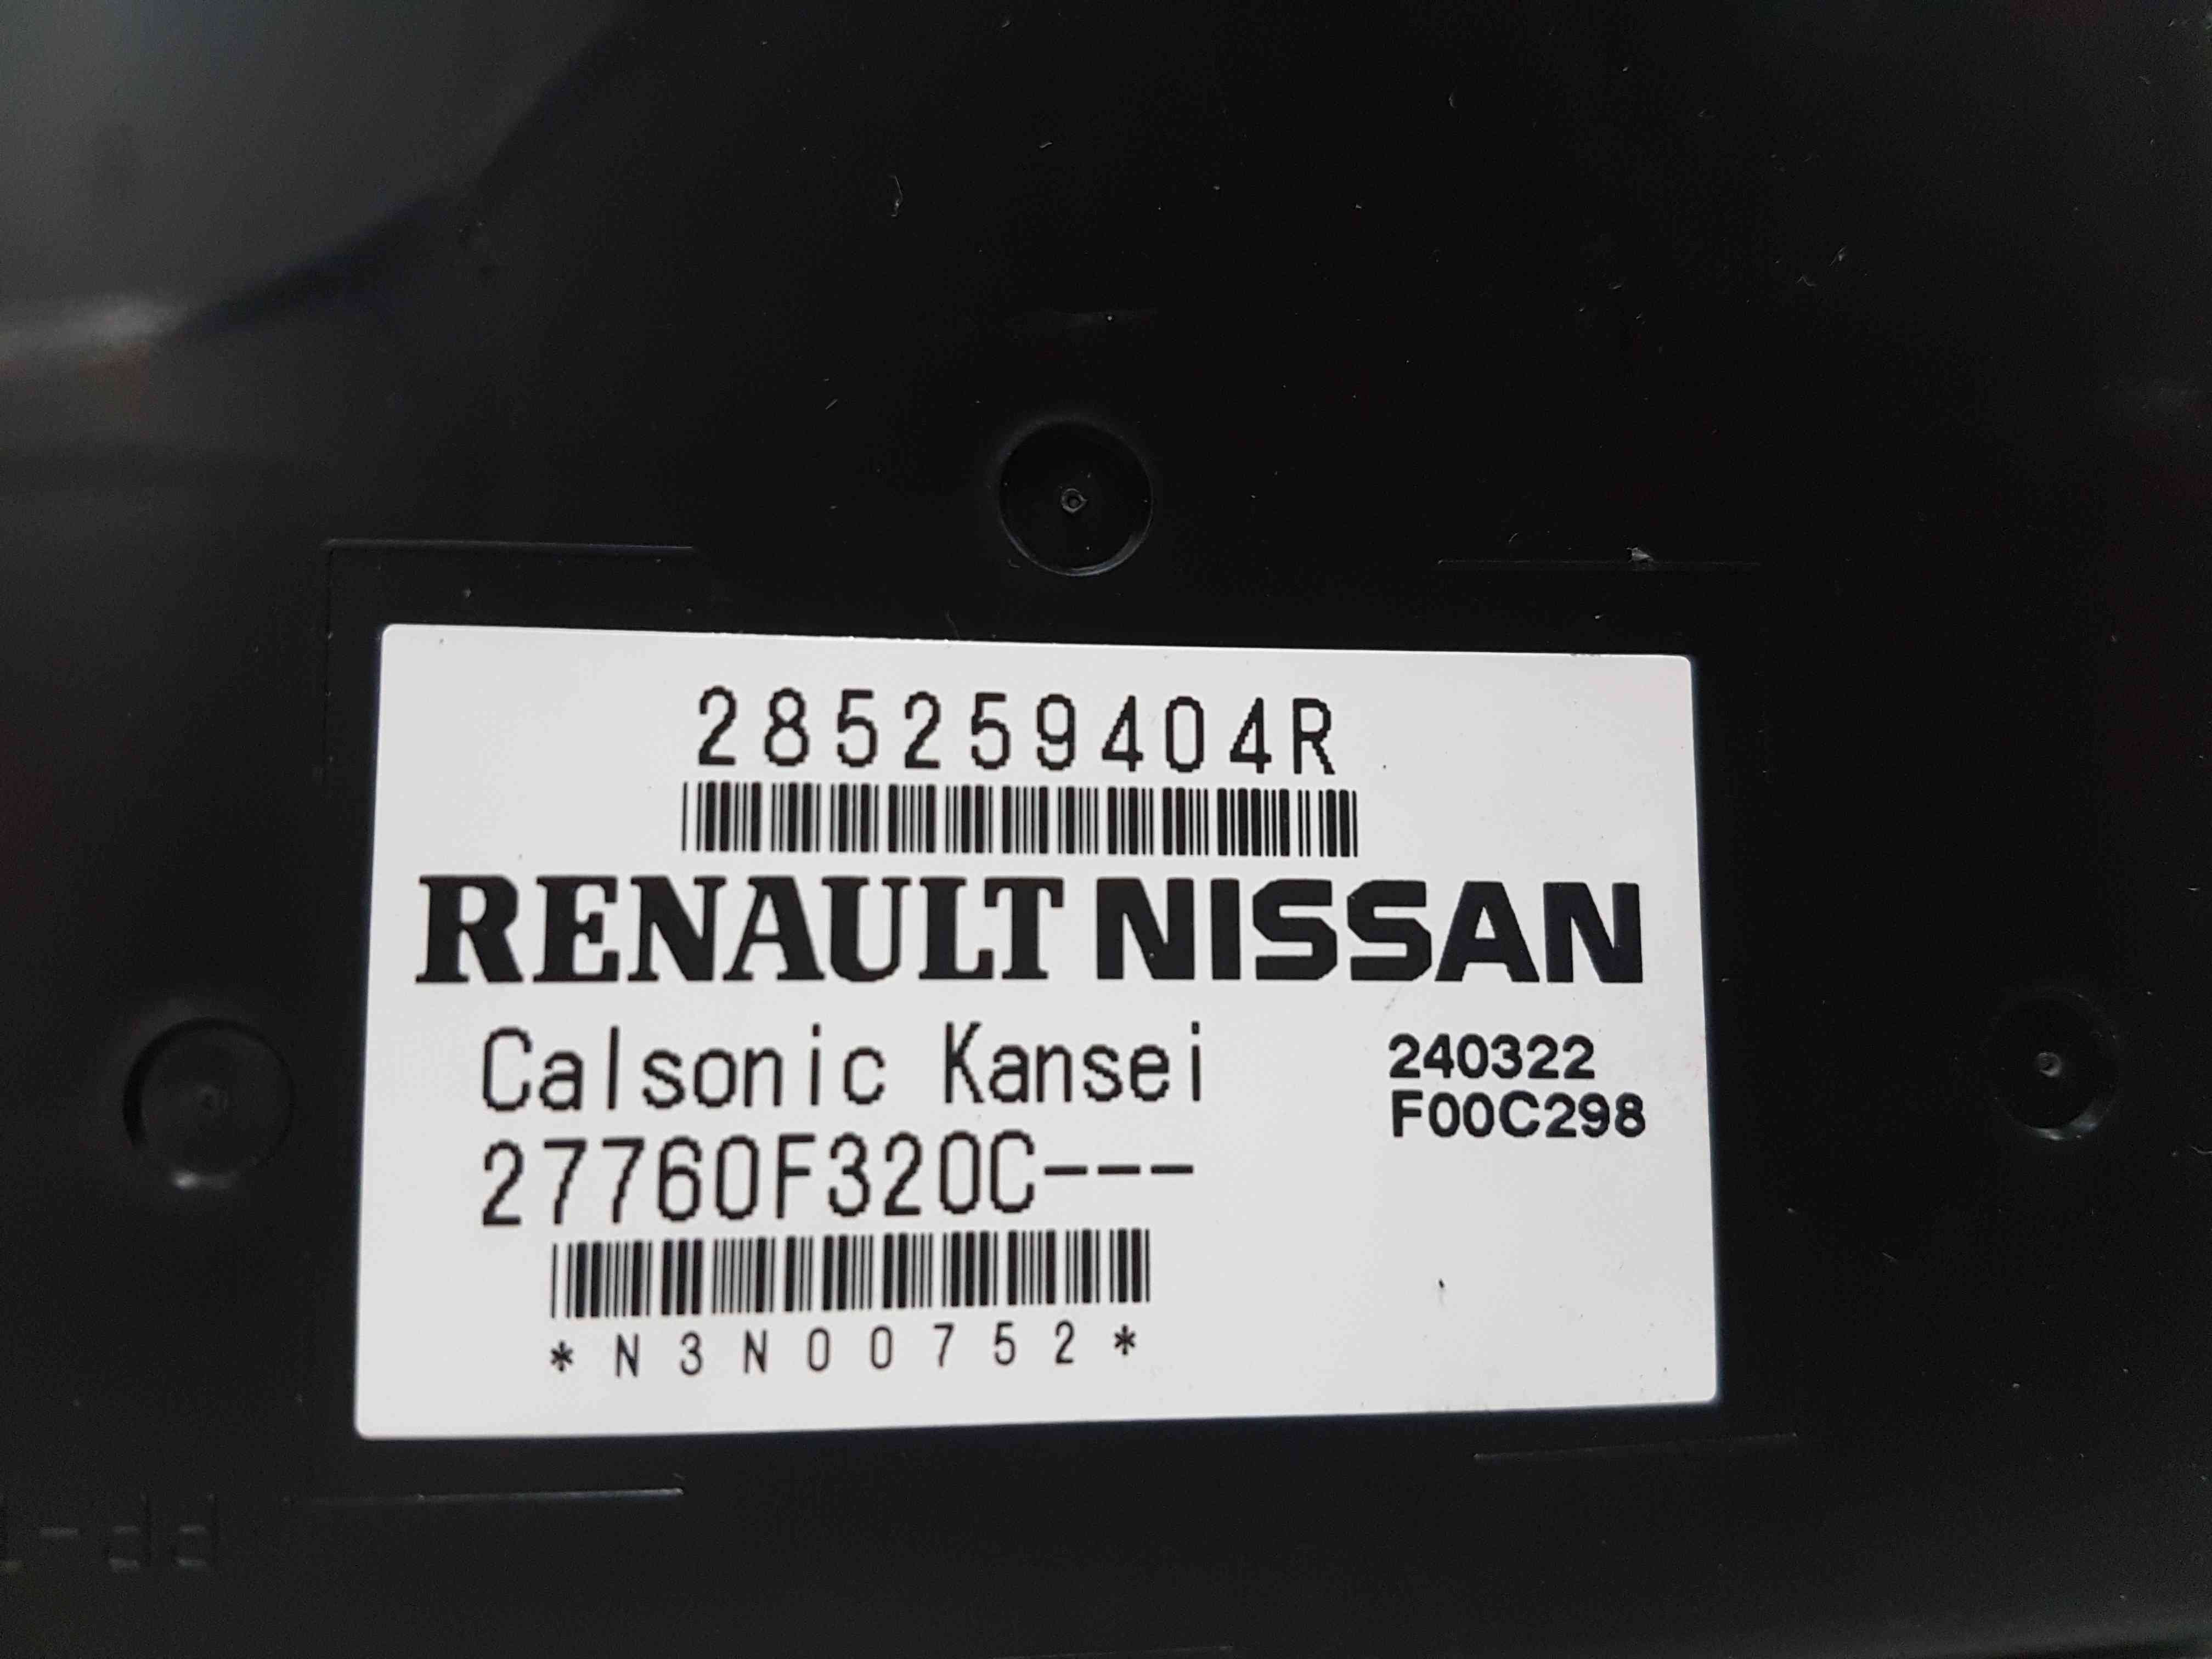 285259404R
RENAULT NISSAN
Calsonic Kansei
240322
F00C298
27760F320C---
*N3N00752*